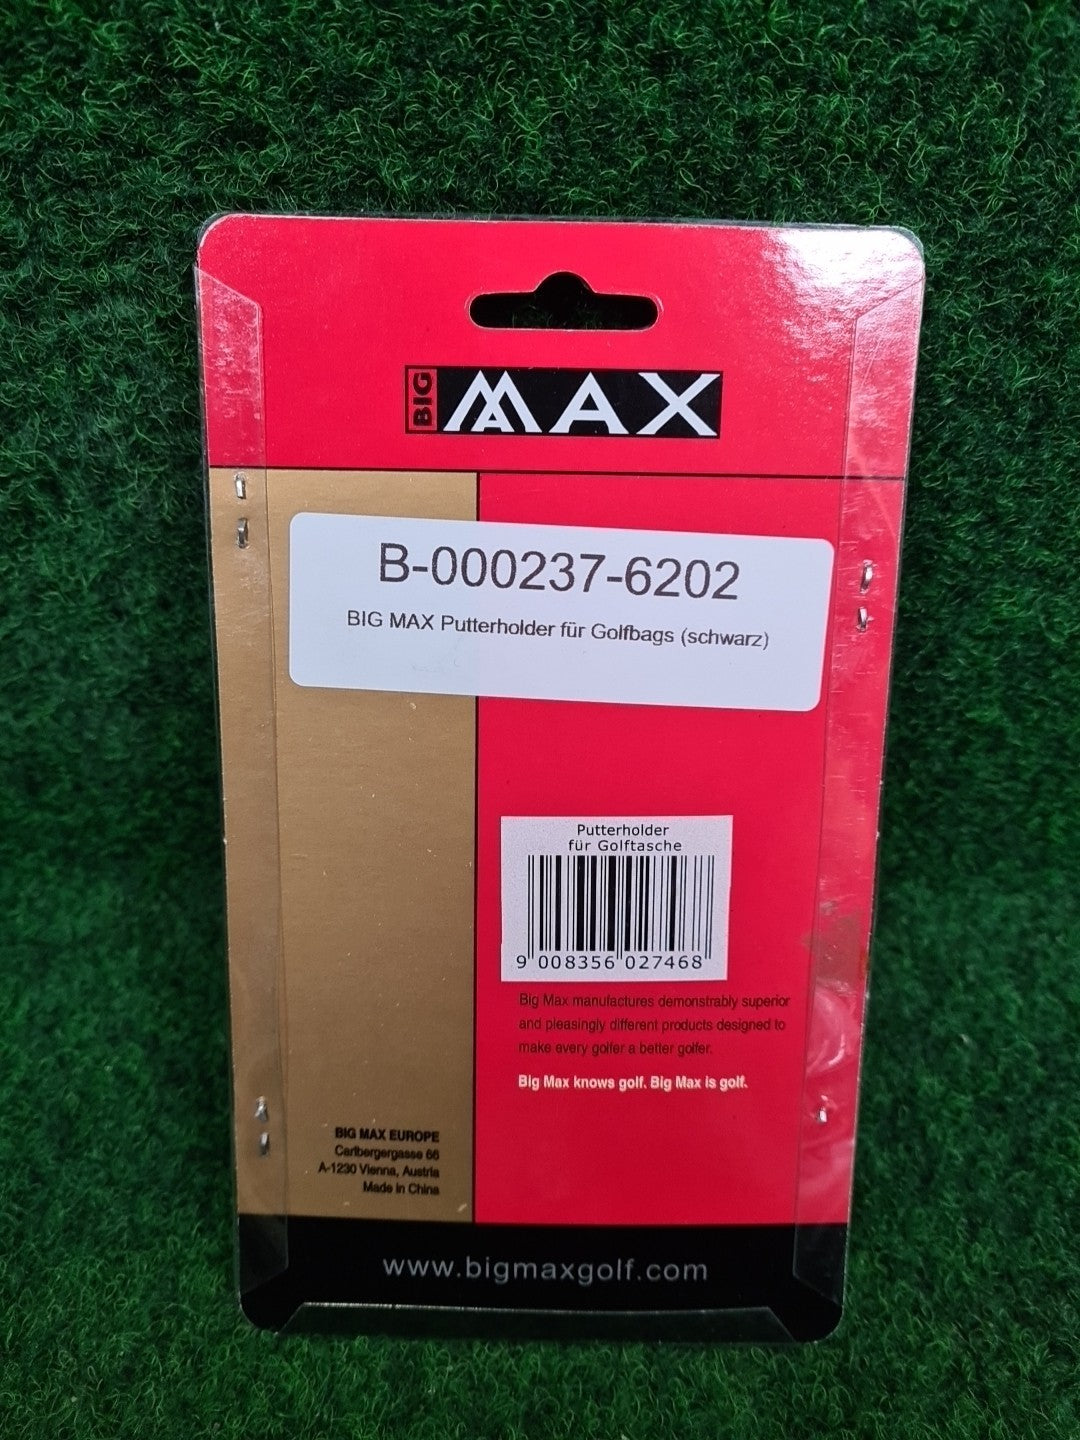 BIG MAX
B-000237-6202
BIG MAX Putterholder für Golfbags (schwarz)
Putterholder
für Golftasche
9 008356 027468
Big Max manufactures demonstrably superior
and pleasingly different products designed to
make every golfer a better golfer.
Big Max knows golf. Big Max is golf.
BIG MAX EUROPE
Carlbergergasse 66
A-1230 Vienna, Austria
Made in China
www.bigmaxgolf.com